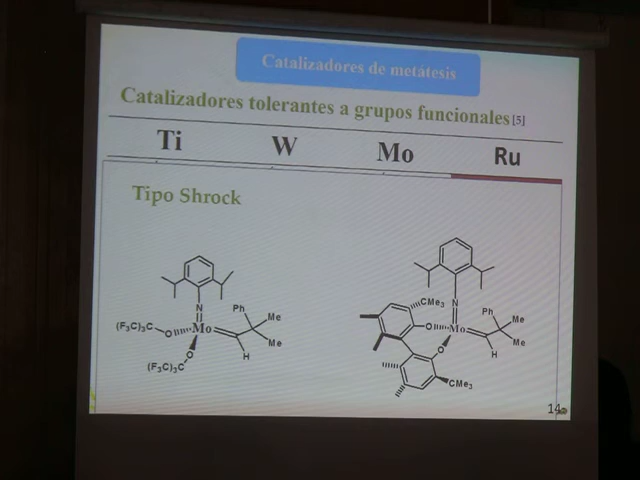 Catalizadores de metátesis
Catalizadores tolerantes a grupos funcionales [5]
Ti W Mo Ru
Tipo Shrock
N
Ph
Me
(F₃C)₃C
O
Mo
Me
O
H
(F₃C)₃C
CMe₃
N
Ph
Me
O
Mo
Me
O
H
CMe₃
14